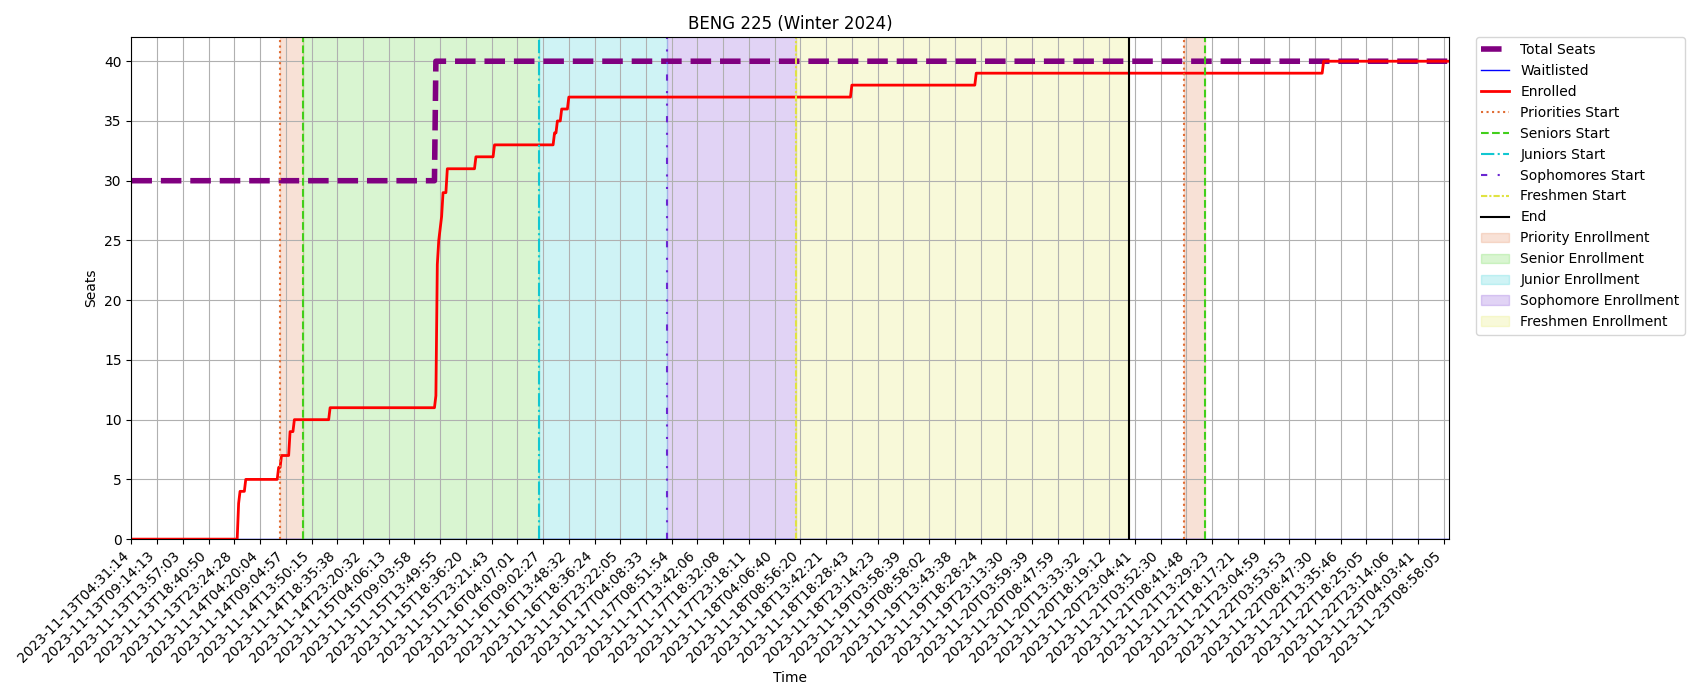 BENG 225 (Winter 2024)
40
35
30
25
20
15
10
5
0
Seats
2023-11-13T04:31:14
2023-11-13T09:14:13
2023-11-13T13:57:03
2023-11-13T18:40:50
2023-11-13T23:24:28
2023-11-14T04:20:04
2023-11-14T09:04:57
2023-11-14T13:50:15
2023-11-14T18:35:38
2023-11-14T23:20:32
2023-11-15T04:06:13
2023-11-15T09:03:58
2023-11-15T13:49:55
2023-11-15T18:36:20
2023-11-15T23:21:43
2023-11-16T04:07:01
2023-11-16T09:02:27
2023-11-16T13:48:32
2023-11-16T18:36:24
2023-11-16T23:22:05
2023-11-17T04:08:33
2023-11-17T08:51:54
2023-11-17T13:42:06
2023-11-17T18:32:08
2023-11-17T23:18:11
2023-11-18T04:06:40
2023-11-18T08:56:20
2023-11-18T13:42:21
2023-11-18T18:28:43
2023-11-18T23:14:23
2023-11-19T03:58:39
2023-11-19T08:58:02
2023-11-19T13:43:38
2023-11-19T18:28:24
2023-11-19T23:13:30
2023-11-20T03:59:39
2023-11-20T08:47:59
2023-11-20T13:33:32
2023-11-20T18:19:12
2023-11-20T23:04:41
2023-11-21T03:52:30
2023-11-21T08:41:48
2023-11-21T13:29:23
2023-11-21T18:17:21
2023-11-21T23:04:59
2023-11-22T03:53:53
2023-11-22T08:47:30
2023-11-22T13:35:46
2023-11-22T18:25:05
2023-11-22T23:14:06
2023-11-23T04:03:41
2023-11-23T08:58:05
Time
Total Seats
Waitlisted
Enrolled
Priorities Start
Seniors Start
Juniors Start
Sophomores Start
Freshmen Start
End
Priority Enrollment
Senior Enrollment
Junior Enrollment
Sophomore Enrollment
Freshmen Enrollment